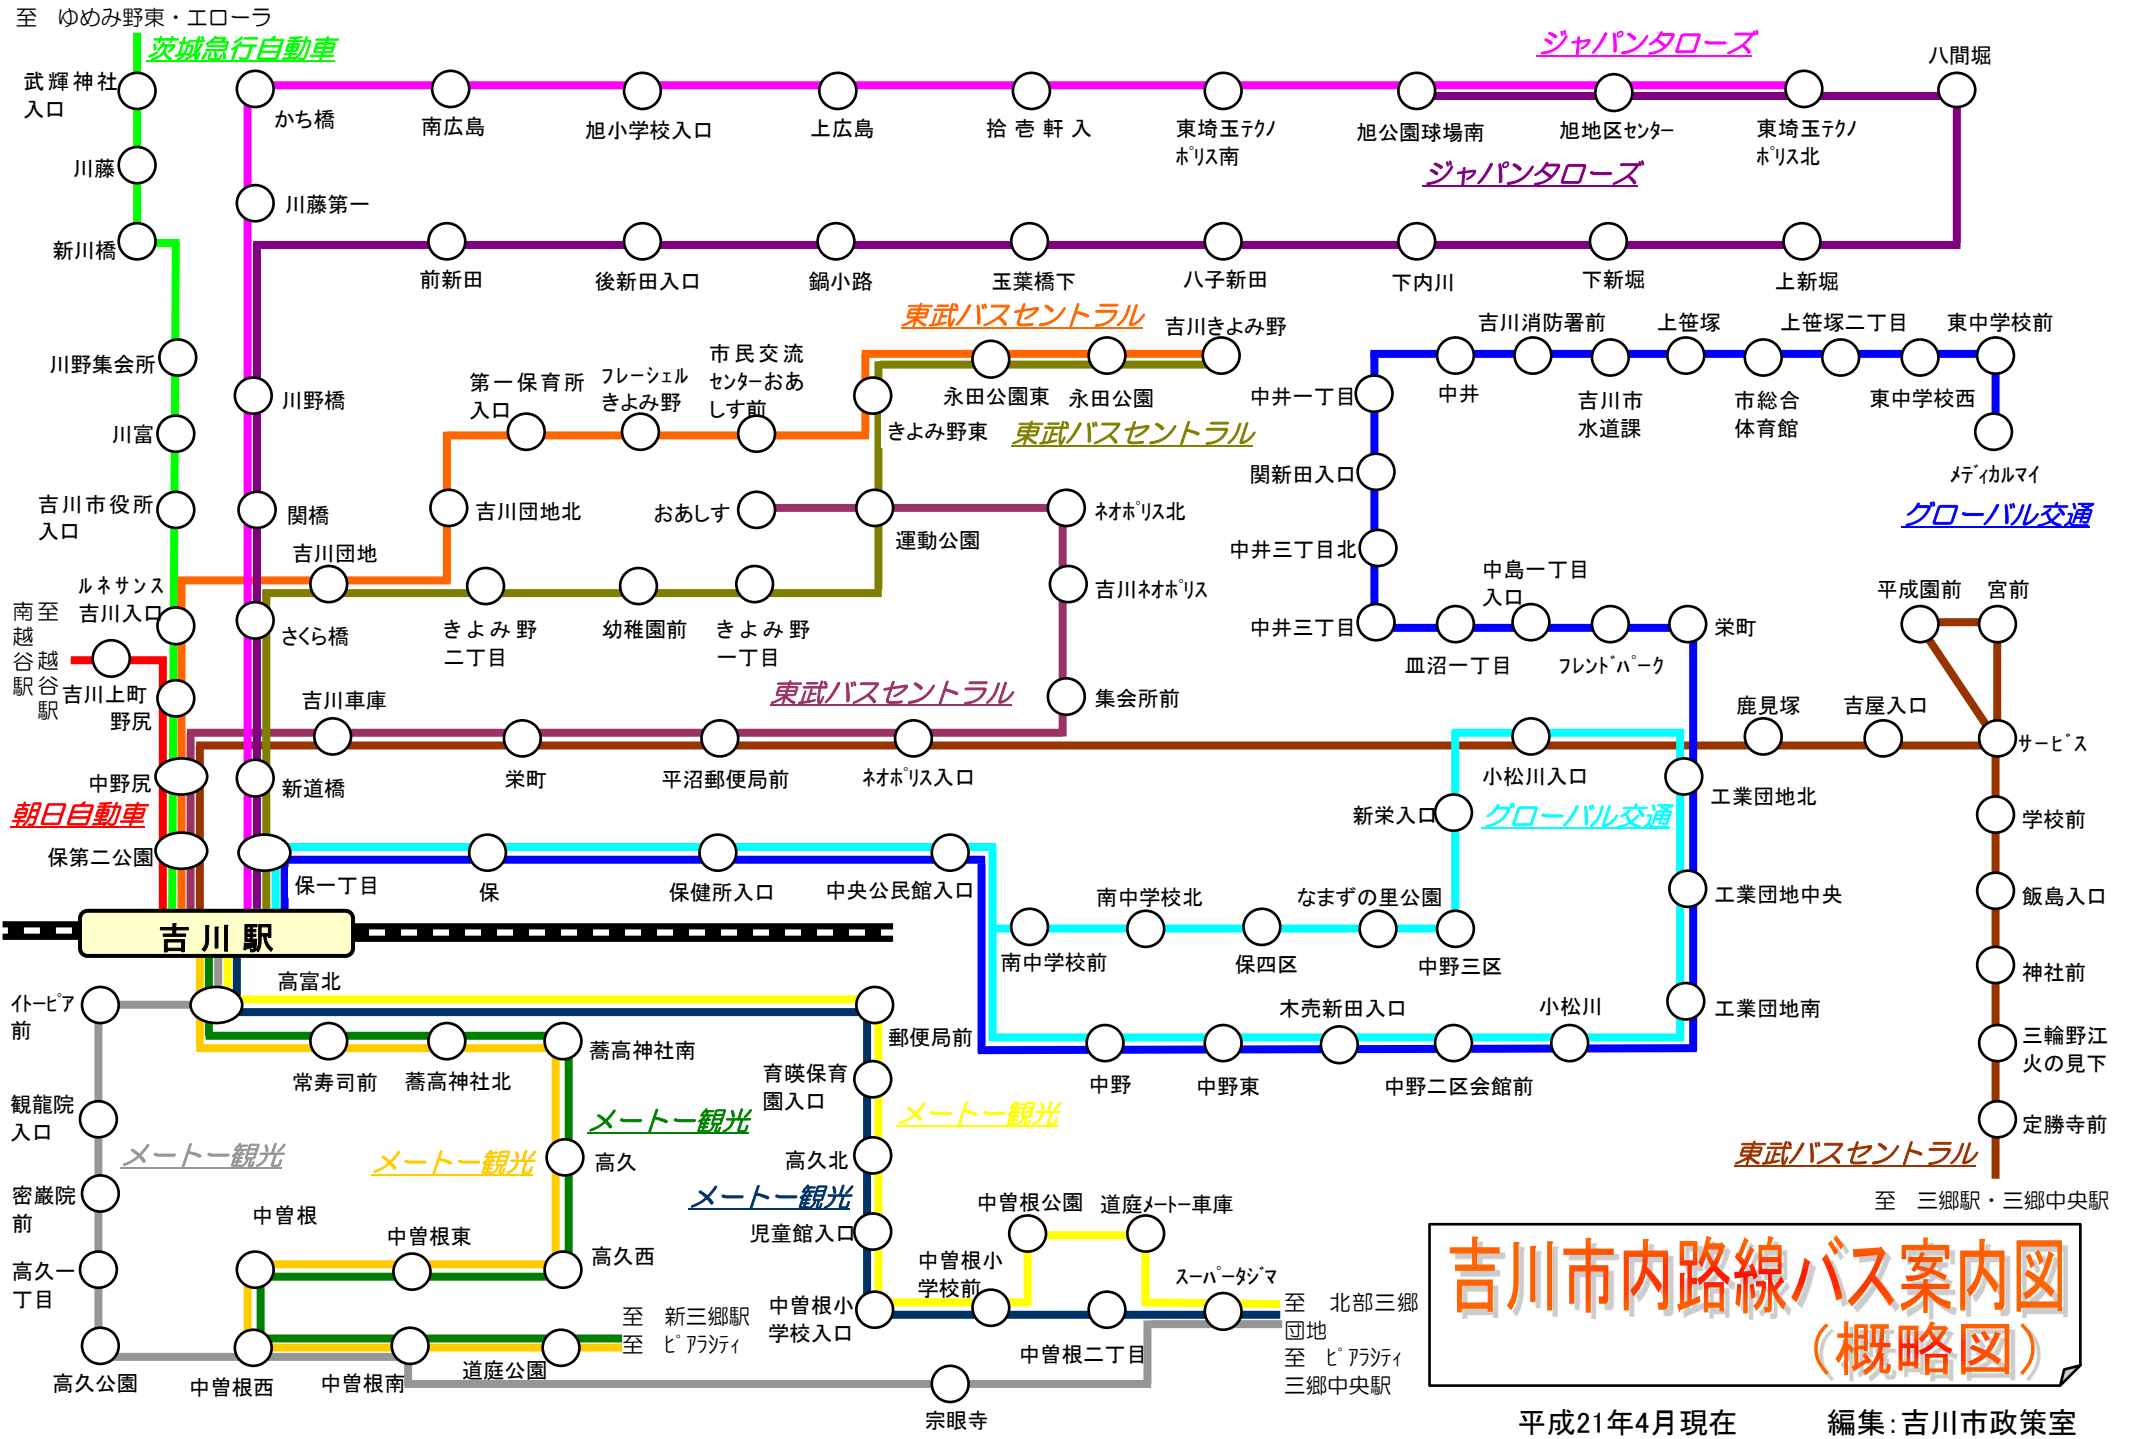 至　ゆめみ野東・エローラ
茨城急行自動車
ジャパンタローズ
八間堀
武輝神社
入口
かち橋
南広島
旭小学校入口
上広島
拾壱軒入
東埼玉テクノ
ポリス南
旭公園球場南
旭地区センター
東埼玉テクノ
ポリス北
川藤
ジャパンタローズ
川藤第一
新川橋
前新田
後新田入口
鍋小路
玉葉橋下
八子新田
下内川
下新堀
上新堀
東武バスセントラル
吉川きよみ野
吉川消防署前
上笹塚
上笹塚二丁目
東中学校前
川野集会所
第一保育所
入口
フレーシェル
きよみ野
市民交流
センターおあ
しす前
永田公園東
永田公園
中井一丁目
中井
吉川市
水道課
市総合
体育館
東中学校西
川野橋
川富
きよみ野東
東武バスセントラル
関新田入口
メディカルマイ
吉川市役所
入口
関橋
吉川団地北
おあしす
運動公園
ネオポリス北
グローバル交通
吉川団地
中井三丁目北
中島一丁目
入口
ルネサンス
吉川入口
吉川ネオポリス
平成園前
宮前
至
越谷駅
南越谷駅
さくら橋
きよみ野
二丁目
幼稚園前
きよみ野
一丁目
中井三丁目
皿沼一丁目
フレンドパーク
栄町
吉川上町
野尻
吉川車庫
東武バスセントラル
集会所前
鹿見塚
吉屋入口
サービス
中野尻
新道橋
栄町
平沼郵便局前
ネオポリス入口
小松川入口
工業団地北
朝日自動車
新栄入口
グローバル交通
学校前
保第二公園
保一丁目
保
保健所入口
中央公民館入口
南中学校北
なまずの里公園
工業団地中央
飯島入口
吉川駅
南中学校前
保四区
中野三区
神社前
高富北
イトーピア
前
木売新田入口
小松川
工業団地南
郵便局前
常寿司前
蕎高神社北
蕎高神社南
三輪野江
火の見下
育暎保育
園入口
中野
中野東
中野二区会館前
観龍院
入口
メートー観光
メートー観光
メートー観光
メートー観光
高久
高久北
定勝寺前
東武バスセントラル
密厳院
前
メートー観光
中曽根公園
道庭メートー車庫
至　三郷駅・三郷中央駅
中曽根
中曽根東
高久西
児童館入口
中曽根小
学校前
スーパータジマ
高久一
丁目
至　新三郷駅
至　ピアラシティ
中曽根小
学校入口
至　北部三郷
団地
至　ピアラシティ
三郷中央駅
吉川市内路線バス案内図
（概略図）
高久公園
中曽根西
中曽根南
道庭公園
中曽根二丁目
宗眼寺
平成21年4月現在
編集:吉川市政策室